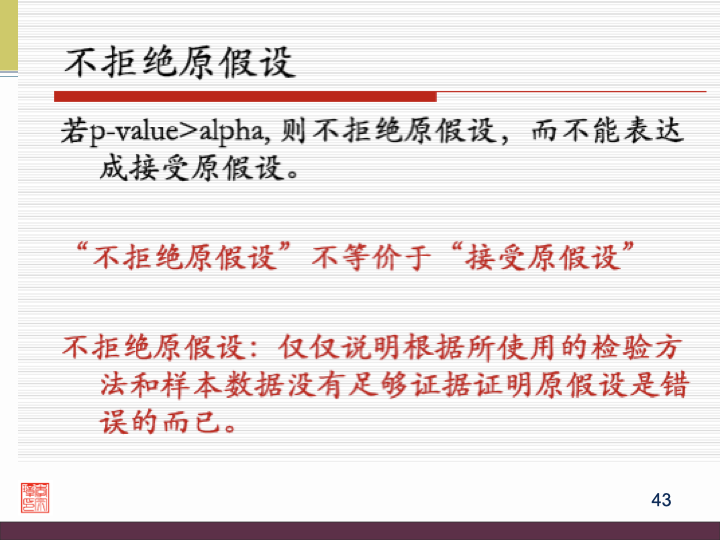 不拒绝原假设
若p-value>alpha, 则不拒绝原假设，而不能表达
成接受原假设。
“不拒绝原假设”不等价于“接受原假设”
不拒绝原假设：仅仅说明根据所使用的检验方
法和样本数据没有足够证据证明原假设是错
误的而已。
43